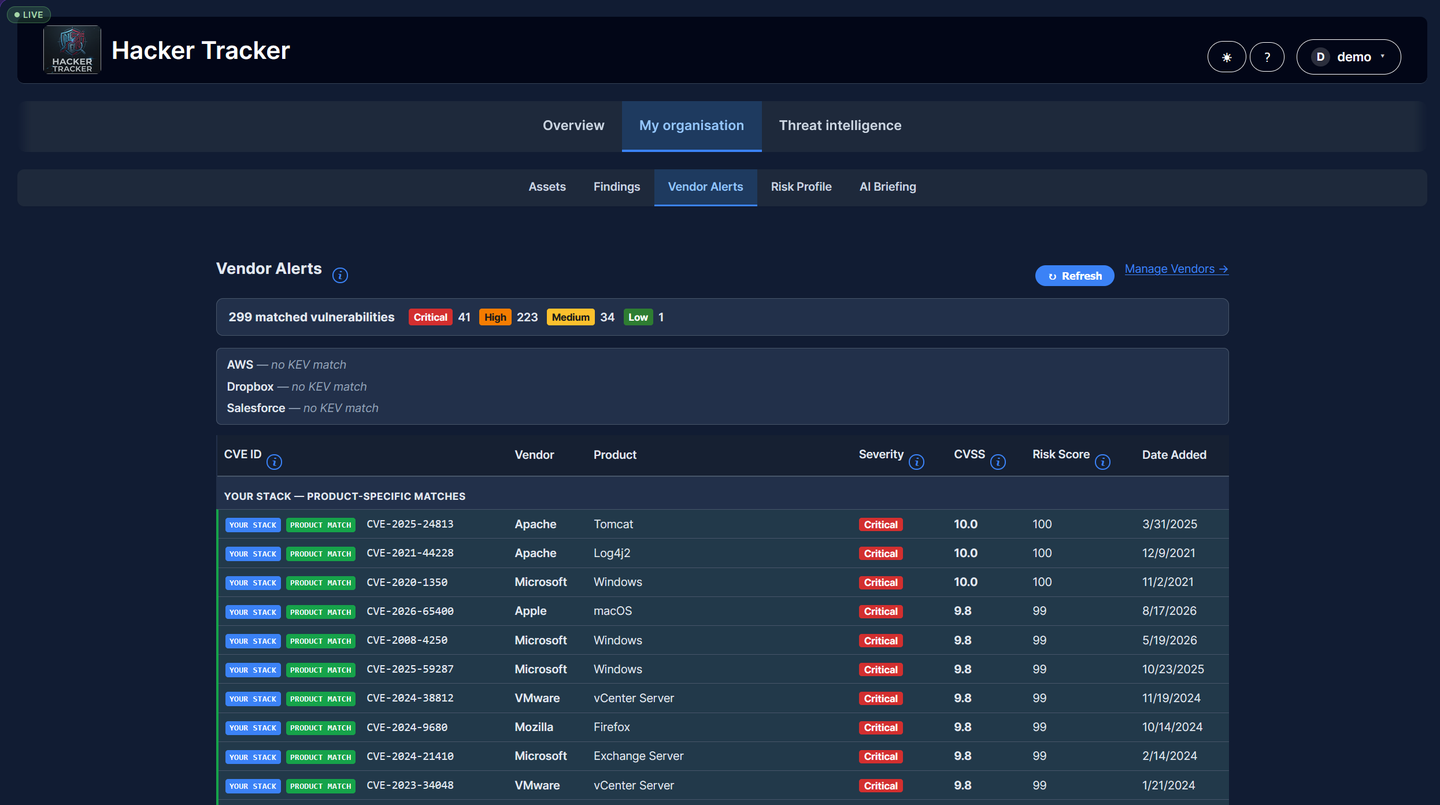 LIVE
HACKER
TRACKER
Hacker Tracker
? D demo
Overview My organisation Threat intelligence
Assets Findings Vendor Alerts Risk Profile AI Briefing
Vendor Alerts i
↻ Refresh Manage Vendors →
299 matched vulnerabilities Critical 41 High 223 Medium 34 Low 1
AWS — no KEV match
Dropbox — no KEV match
Salesforce — no KEV match
CVE ID i Vendor Product Severity i CVSS i Risk Score i Date Added
YOUR STACK — PRODUCT-SPECIFIC MATCHES
YOUR STACK PRODUCT MATCH CVE-2025-24813 Apache Tomcat Critical 10.0 100 3/31/2025
YOUR STACK PRODUCT MATCH CVE-2021-44228 Apache Log4j2 Critical 10.0 100 12/9/2021
YOUR STACK PRODUCT MATCH CVE-2020-1350 Microsoft Windows Critical 10.0 100 11/2/2021
YOUR STACK PRODUCT MATCH CVE-2026-65400 Apple macOS Critical 9.8 99 8/17/2026
YOUR STACK PRODUCT MATCH CVE-2008-4250 Microsoft Windows Critical 9.8 99 5/19/2026
YOUR STACK PRODUCT MATCH CVE-2025-59287 Microsoft Windows Critical 9.8 99 10/23/2025
YOUR STACK PRODUCT MATCH CVE-2024-38812 VMware vCenter Server Critical 9.8 99 11/19/2024
YOUR STACK PRODUCT MATCH CVE-2024-9680 Mozilla Firefox Critical 9.8 99 10/14/2024
YOUR STACK PRODUCT MATCH CVE-2024-21410 Microsoft Exchange Server Critical 9.8 99 2/14/2024
YOUR STACK PRODUCT MATCH CVE-2023-34048 VMware vCenter Server Critical 9.8 99 1/21/2024